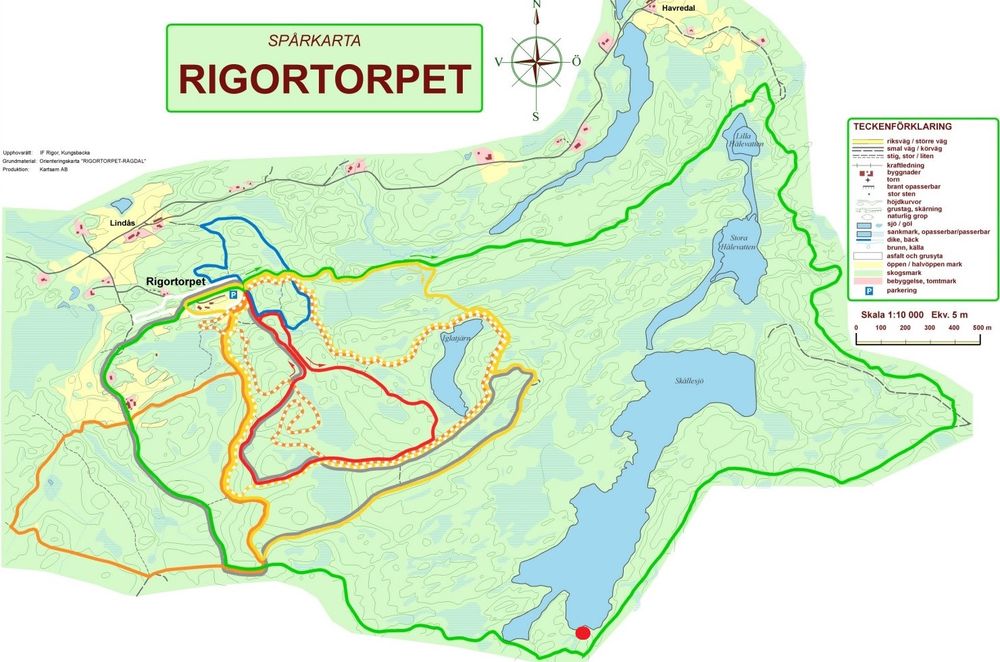 SPÅRKARTA
RIGORTORPET
N
V
Ö
S
Havredal
Upphovsrätt: IF Rigor, Kungsbacka
Grundmaterial: Orienteringskarta "RIGORTORPET-RÅGDAL"
Produktion: Kartsam AB
TECKENFÖRKLARING
riksväg / större väg
smal väg / körväg
stig, stor / liten
kraftledning
byggnader
torn
brant opasserbar
stor sten
höjdkurvor
grustag, skärning
naturlig grop
sjö / göl
sankmark, opasserbar/passerbar
dike, bäck
brunn, källa
asfalt och grusyta
öppen / halvöppen mark
skogsmark
bebyggelse, tomtmark
P parkering
Skala 1:10 000 Ekv. 5 m
0 100 200 300 400 500 m
Lilla
Hålevatten
Lindås
Stora
Hålevatten
Rigortorpet
P
Iglatjärn
Skällesjö